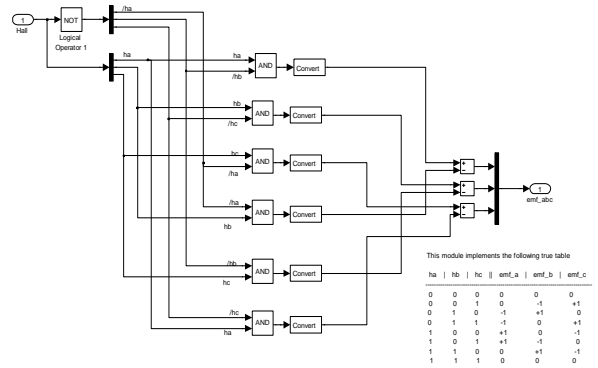 /ha
1
NOT
Hall
Logical
Operator 1
ha
ha
AND
Convert
/hb
hb
AND
Convert
/hc
hc
AND
Convert
/ha
+
−
+
−
+
−
1
emf_abc
/ha
AND
Convert
hb
/hb
AND
Convert
hc
/hc
AND
Convert
ha
This module implements the following true table
ha | hb | hc || emf_a | emf_b | emf_c
0 0 0 0 0 0
0 0 1 0 -1 +1
0 1 0 -1 +1 0
0 1 1 -1 0 +1
1 0 0 +1 0 -1
1 0 1 +1 -1 0
1 1 0 0 +1 -1
1 1 1 0 0 0